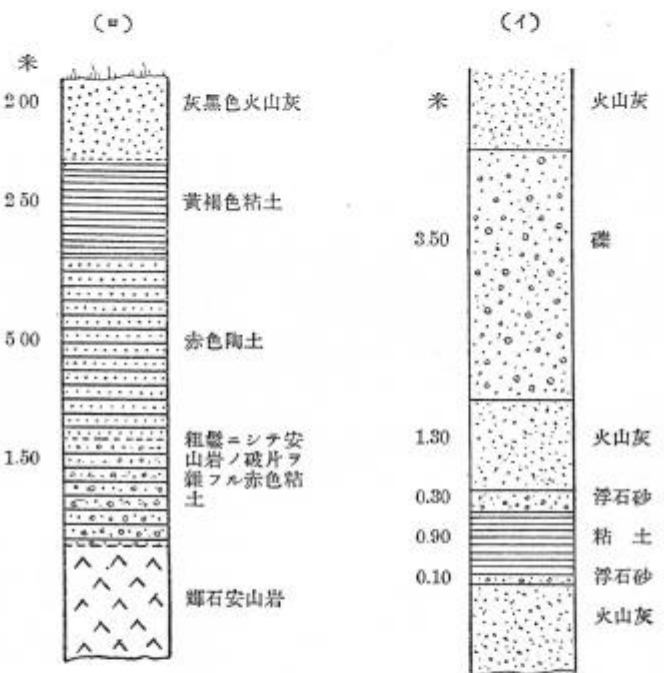 (イ)
米
火山灰
3.50
礫
1.30
火山灰
0.30
浮石砂
0.90
粘 土
0.10
浮石砂
火山灰
(ロ)
米
2 00
灰黑色火山灰
2 50
黃褐色粘土
5 00
赤色陶土
1.50
粗鬆ニシテ安
山岩ノ破片ヲ
雜フル赤色粘
土
輝石安山岩